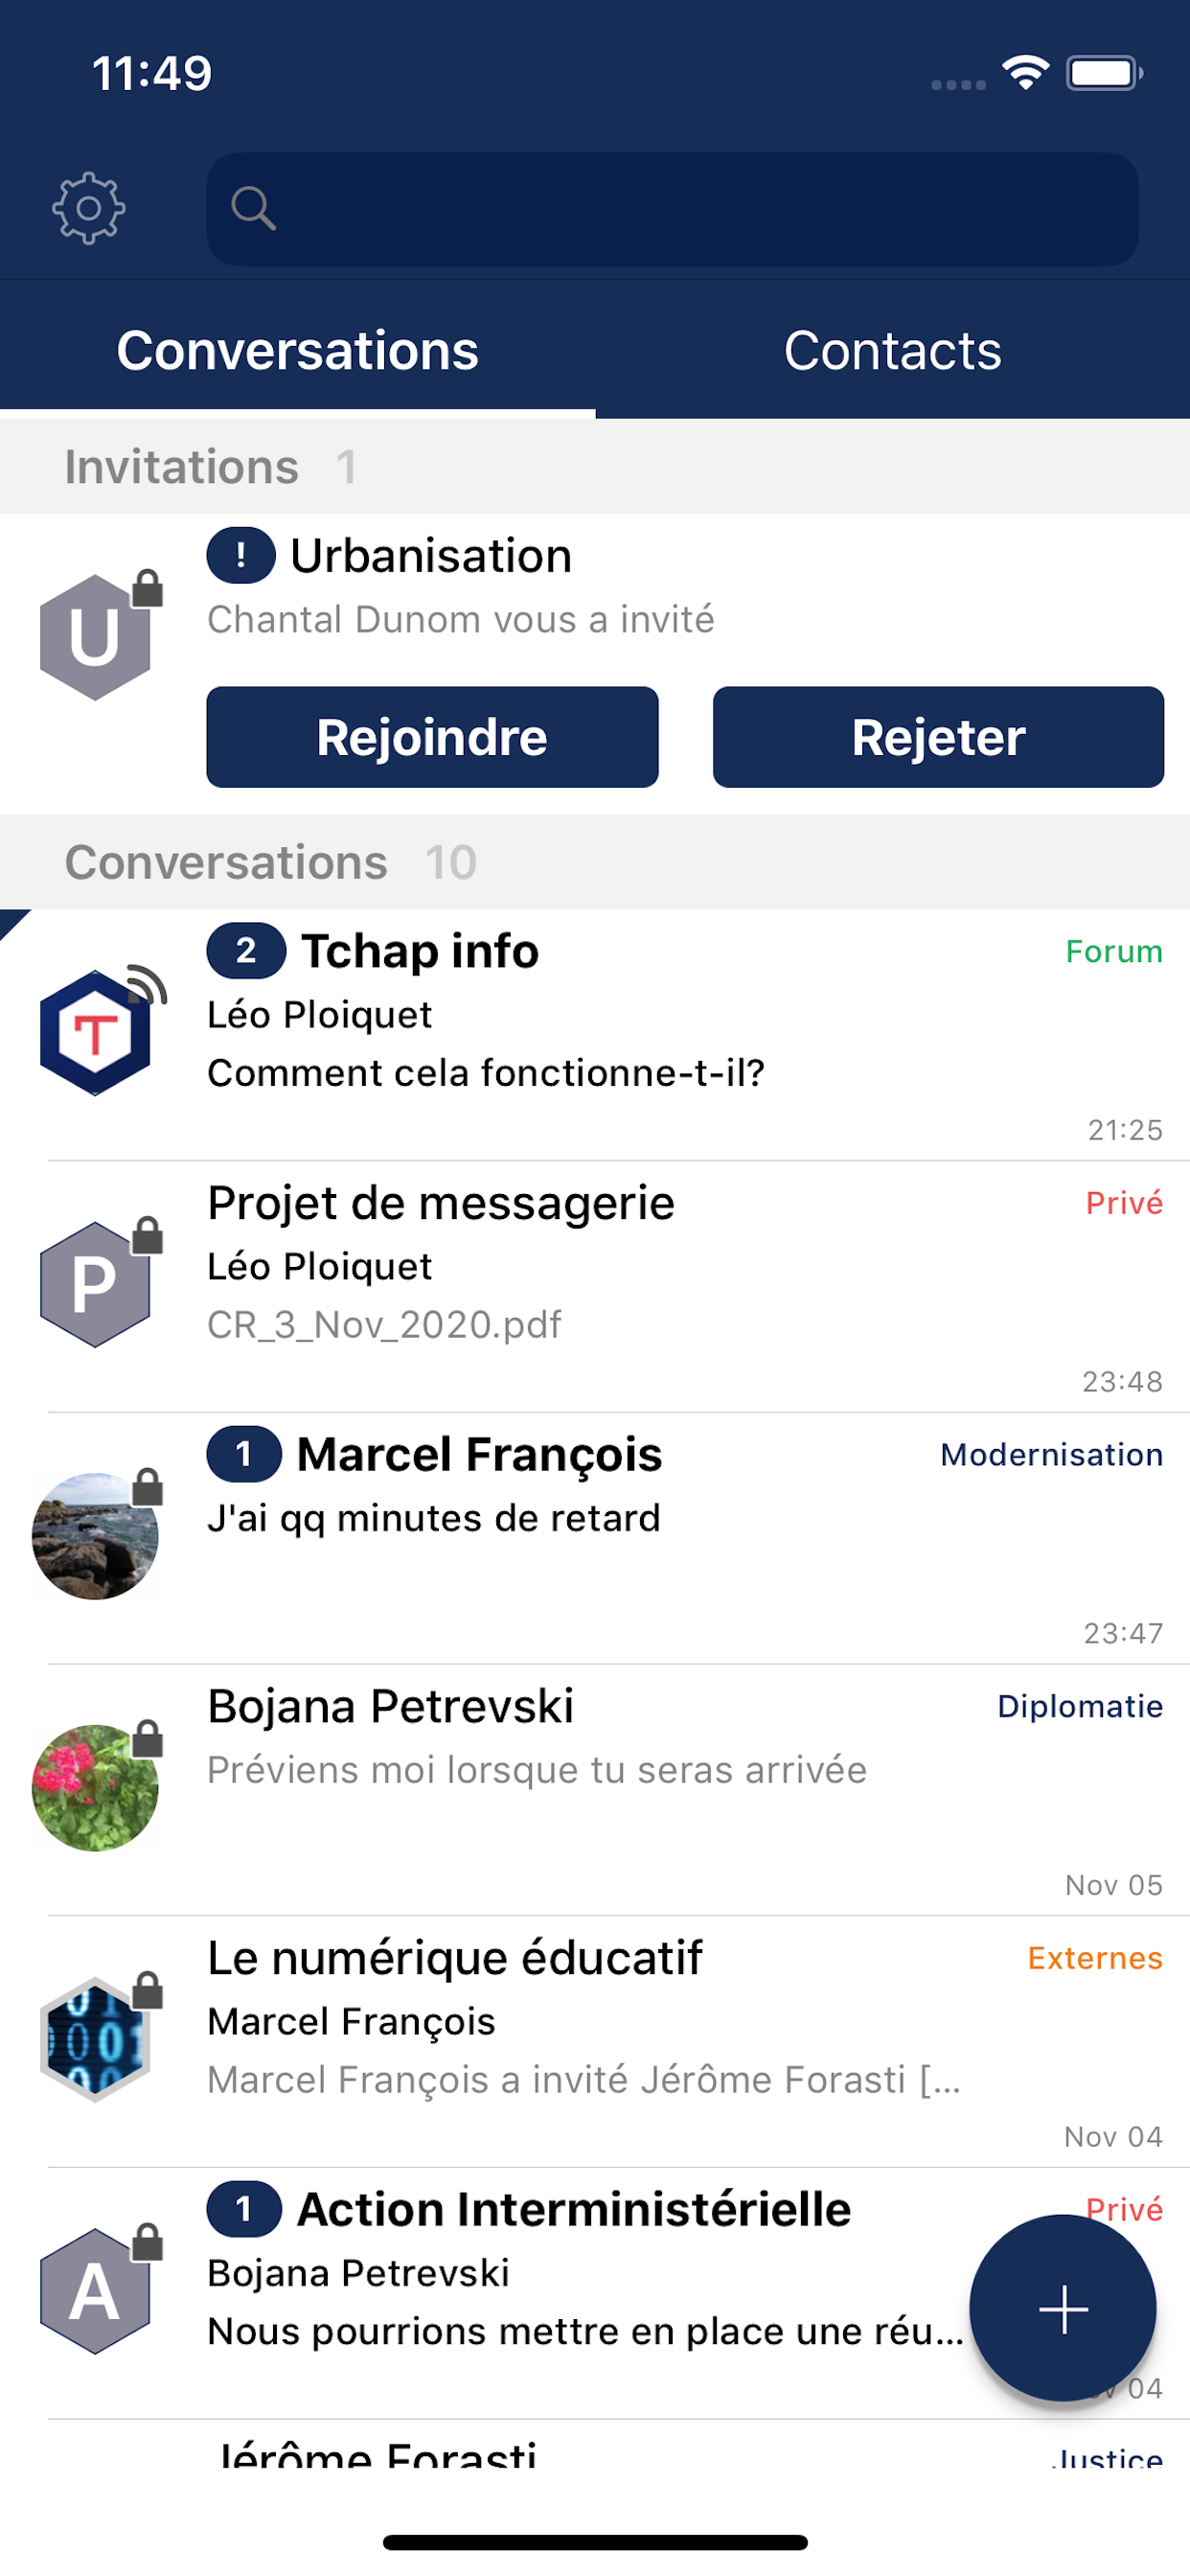 11:49
Conversations Contacts
Invitations 1
! Urbanisation
U
Chantal Dunom vous a invité
Rejoindre Rejeter
Conversations 10
2 Tchap info Forum
T
Léo Ploiquet
Comment cela fonctionne-t-il?
21:25
Projet de messagerie Privé
P
Léo Ploiquet
CR_3_Nov_2020.pdf
23:48
1 Marcel François Modernisation
J'ai qq minutes de retard
23:47
Bojana Petrevski Diplomatie
Préviens moi lorsque tu seras arrivée
Nov 05
Le numérique éducatif Externes
Marcel François
Marcel François a invité Jérôme Forasti [...
Nov 04
1 Action Interministérielle Privé
A
Bojana Petrevski
Nous pourrions mettre en place une réu...
04
Jérôme Forasti Justice